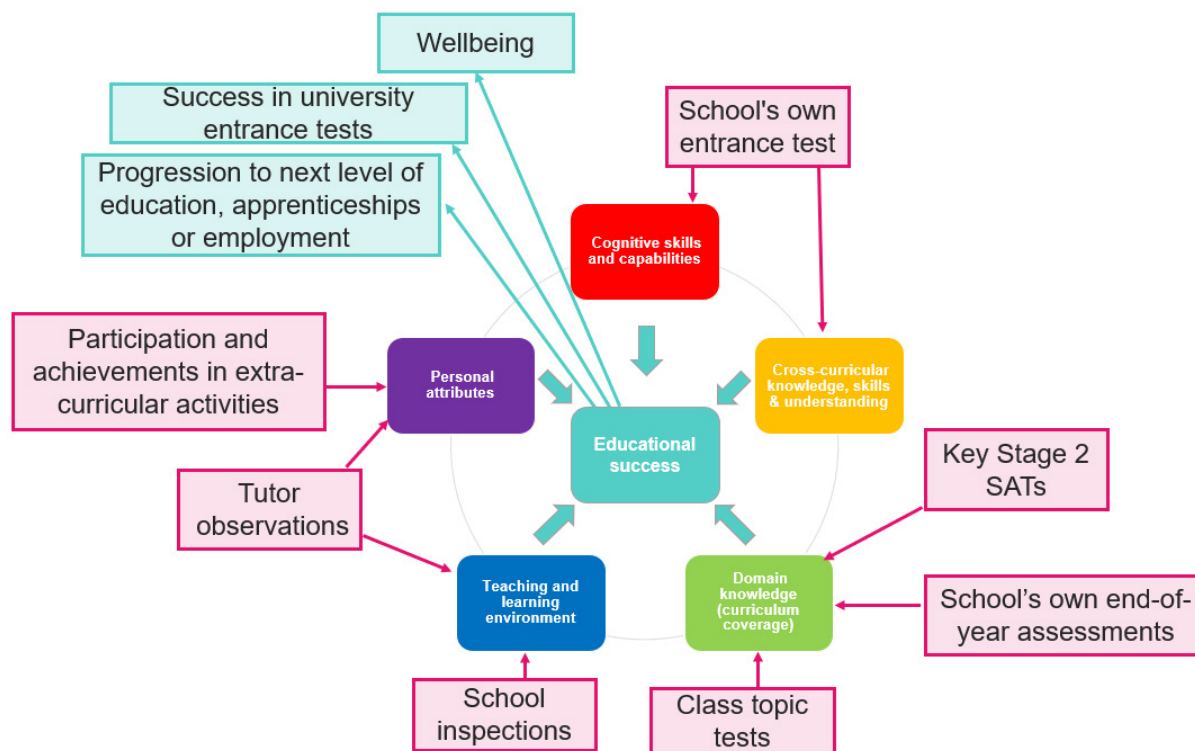 Wellbeing
Success in university
entrance tests
Progression to next level of
education, apprenticeships
or employment
School's own
entrance test
Cognitive skills
and capabilities
Participation and
achievements in extra-
curricular activities
Personal
attributes
Cross-curricular
knowledge, skills
& understanding
Educational
success
Key Stage 2
SATs
Tutor
observations
Teaching and
learning
environment
Domain
knowledge
(curriculum
coverage)
School’s own end-of-
year assessments
School
inspections
Class topic
tests